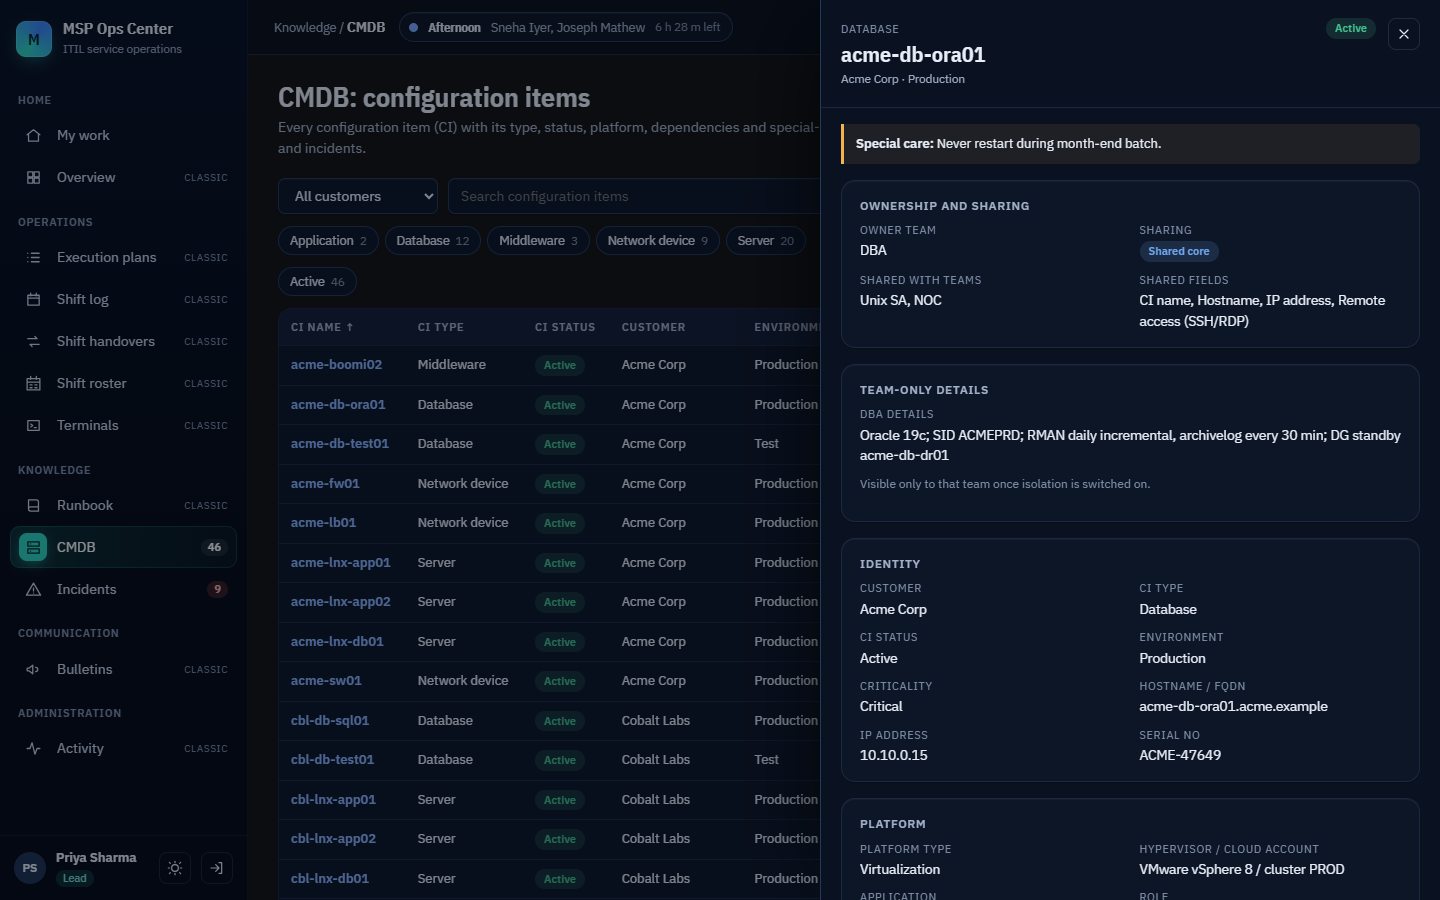 MSP Ops Center
ITIL service operations
HOME
My work
Overview CLASSIC
OPERATIONS
Execution plans CLASSIC
Shift log CLASSIC
Shift handovers CLASSIC
Shift roster CLASSIC
Terminals CLASSIC
KNOWLEDGE
Runbook CLASSIC
CMDB 46
Incidents 9
COMMUNICATION
Bulletins CLASSIC
ADMINISTRATION
Activity CLASSIC
PS Priya Sharma
Lead
Knowledge / CMDB Afternoon Sneha Iyer, Joseph Mathew 6 h 28 m left
CMDB: configuration items
Every configuration item (CI) with its type, status, platform, dependencies and special-
and incidents.
All customers Search configuration items
Application 2 Database 12 Middleware 3 Network device 9 Server 20
Active 46
CI NAME ↑ CI TYPE CI STATUS CUSTOMER ENVIRONM
acme-boomi02 Middleware Active Acme Corp Production
acme-db-ora01 Database Active Acme Corp Production
acme-db-test01 Database Active Acme Corp Test
acme-fw01 Network device Active Acme Corp Production
acme-lb01 Network device Active Acme Corp Production
acme-lnx-app01 Server Active Acme Corp Production
acme-lnx-app02 Server Active Acme Corp Production
acme-lnx-db01 Server Active Acme Corp Production
acme-sw01 Network device Active Acme Corp Production
cbl-db-sql01 Database Active Cobalt Labs Production
cbl-db-test01 Database Active Cobalt Labs Test
cbl-lnx-app01 Server Active Cobalt Labs Production
cbl-lnx-app02 Server Active Cobalt Labs Production
cbl-lnx-db01 Server Active Cobalt Labs Production
DATABASE Active
acme-db-ora01
Acme Corp · Production
Special care: Never restart during month-end batch.
OWNERSHIP AND SHARING
OWNER TEAM SHARING
DBA Shared core
SHARED WITH TEAMS SHARED FIELDS
Unix SA, NOC CI name, Hostname, IP address, Remote
access (SSH/RDP)
TEAM-ONLY DETAILS
DBA DETAILS
Oracle 19c; SID ACMEPRD; RMAN daily incremental, archivelog every 30 min; DG standby
acme-db-dr01
Visible only to that team once isolation is switched on.
IDENTITY
CUSTOMER CI TYPE
Acme Corp Database
CI STATUS ENVIRONMENT
Active Production
CRITICALITY HOSTNAME / FQDN
Critical acme-db-ora01.acme.example
IP ADDRESS SERIAL NO
10.10.0.15 ACME-47649
PLATFORM
PLATFORM TYPE HYPERVISOR / CLOUD ACCOUNT
Virtualization VMware vSphere 8 / cluster PROD
APPLICATION ROLE